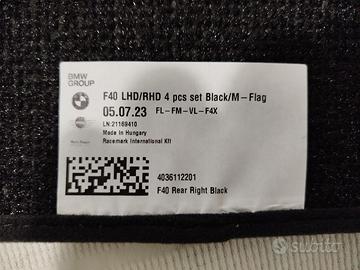 BMW
GROUP
F40 LHD/RHD 4 pcs set Black/M-Flag
05.07.23 FL-FM-VL-F4X
LN:21169410
Made in Hungary
Racemark International Kft
4036112201
F40 Rear Right Black
subito